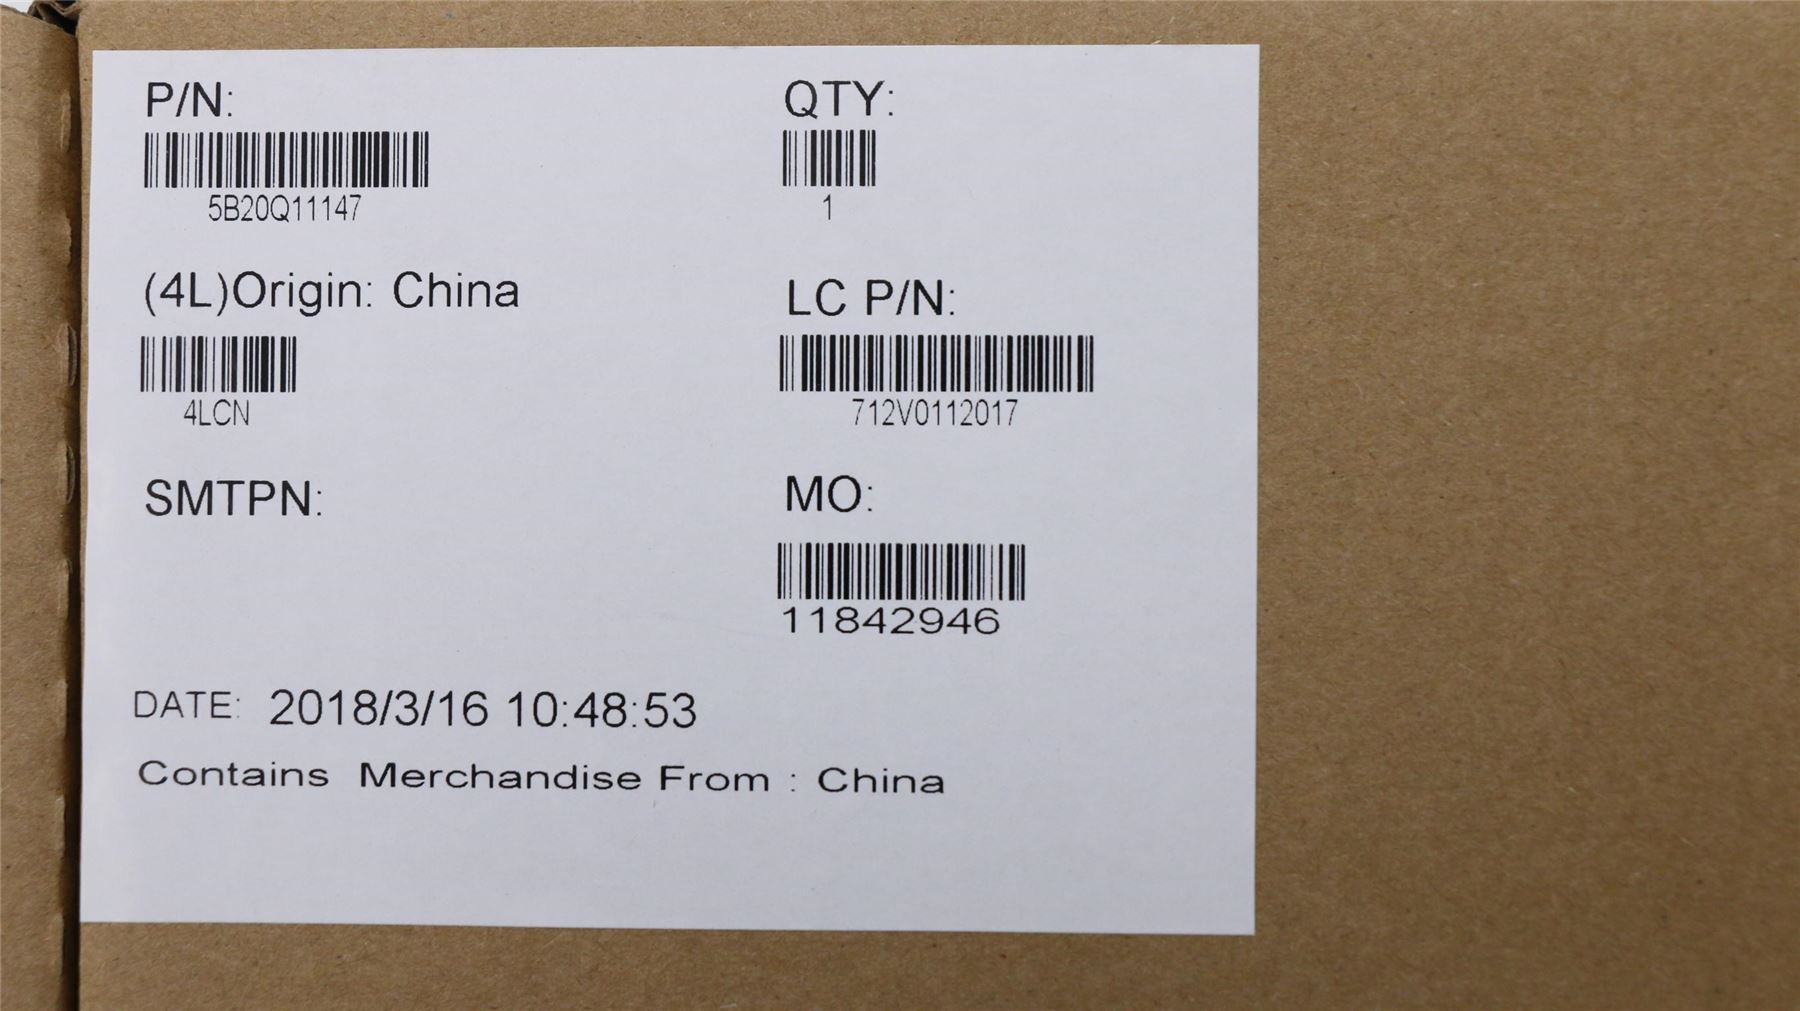 P/N:
QTY:
5B20Q11147
1
(4L)Origin: China
LC P/N:
4LCN
712V0112017
SMTPN:
MO:
11842946
DATE: 2018/3/16 10:48:53
Contains Merchandise From : China